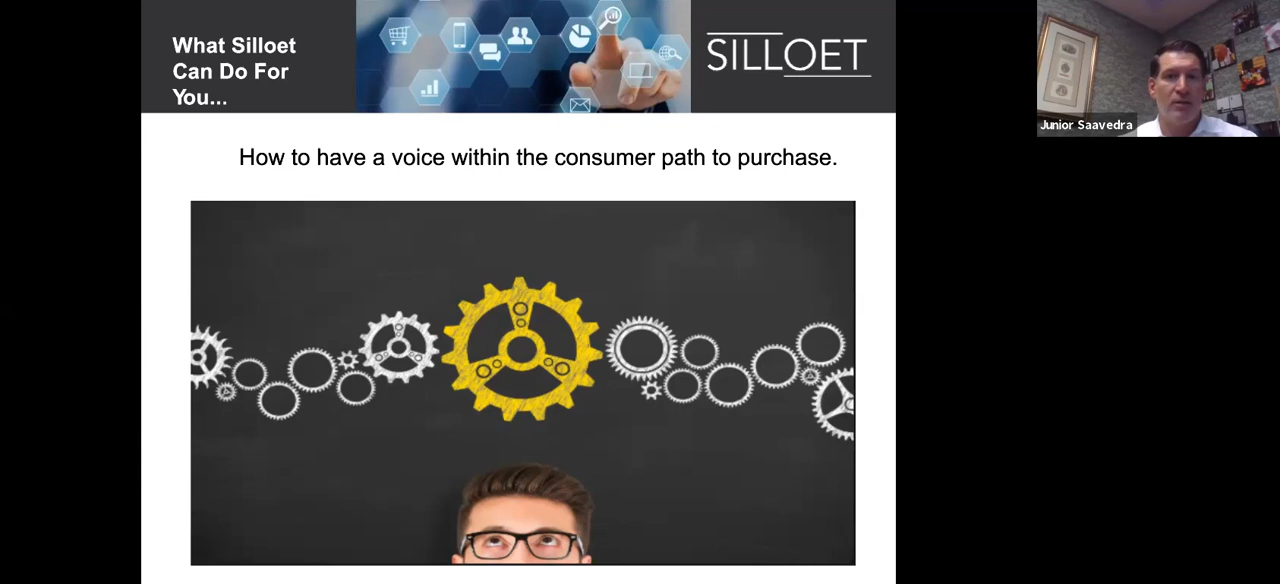 What Silloet
Can Do For
You...
SILLOET
Junior Saavedra
How to have a voice within the consumer path to purchase.